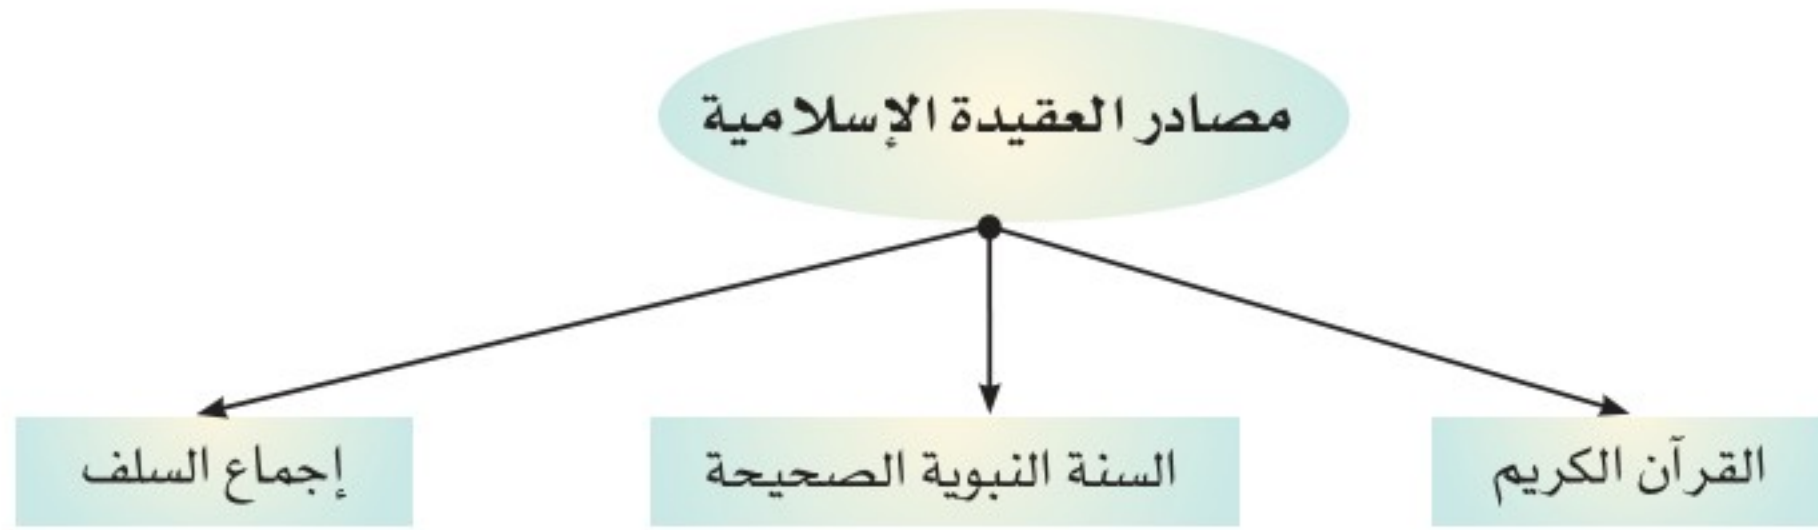 مصادر العقيدة الإسلامية
القرآن الكريم
السنة النبوية الصحيحة
إجماع السلف